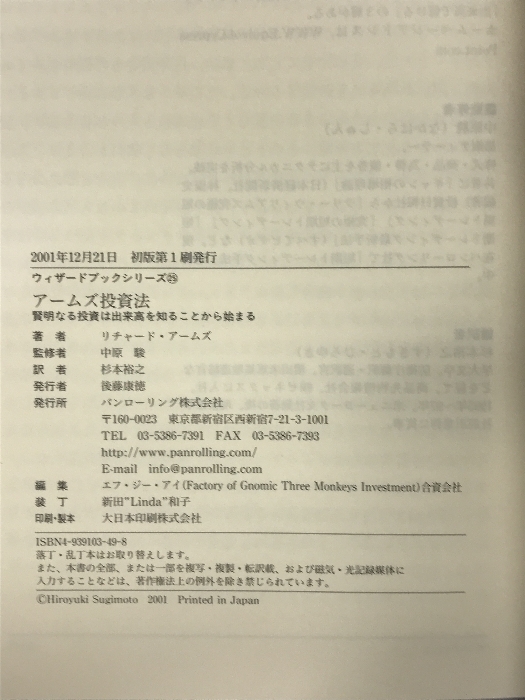 2001年12月21日 初版第1刷発行
ウィザードブックシリーズ㉕
アームズ投資法
賢明なる投資は出来高を知ることから始まる
著者 リチャード・アームズ
監修者 中原 駿
訳者 杉本裕之
発行者 後藤康徳
発行所 パンローリング株式会社
〒160-0023 東京都新宿区西新宿7-21-3-1001
TEL 03-5386-7391 FAX 03-5386-7393
http://www.panrolling.com/
E-mail info@panrolling.com
編集 エフ・ジー・アイ(Factory of Gnomic Three Monkeys Investment)合資会社
装丁 新田"Linda"和子
印刷・製本 大日本印刷株式会社
ISBN4-939103-49-8
落丁・乱丁本はお取り替えします。
また、本書の全部、または一部を複写・複製・転訳載、および磁気・光記録媒体に
入力することなどは、著作権法上の例外を除き禁じられています。
©Hiroyuki Sugimoto 2001 Printed in Japan